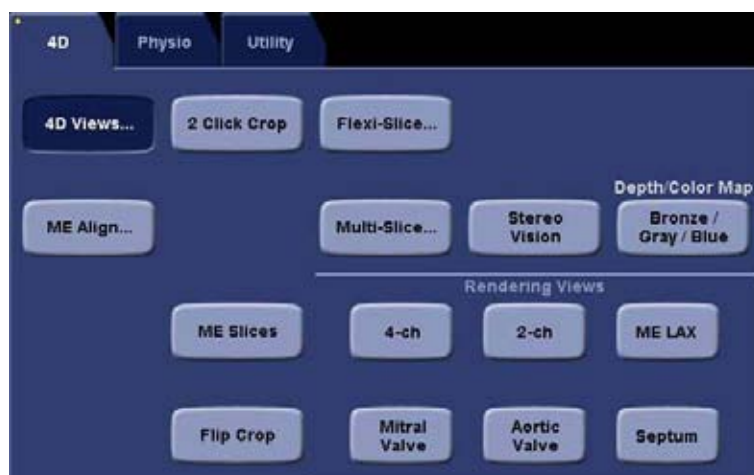 4D Physio Utility
4D Views... 2 Click Crop Flexi-Slice...
Depth/Color Map
ME Align... Multi-Slice... Stereo Vision Bronze / Gray / Blue
Rendering Views
ME Slices 4-ch 2-ch ME LAX
Flip Crop Mitral Valve Aortic Valve Septum